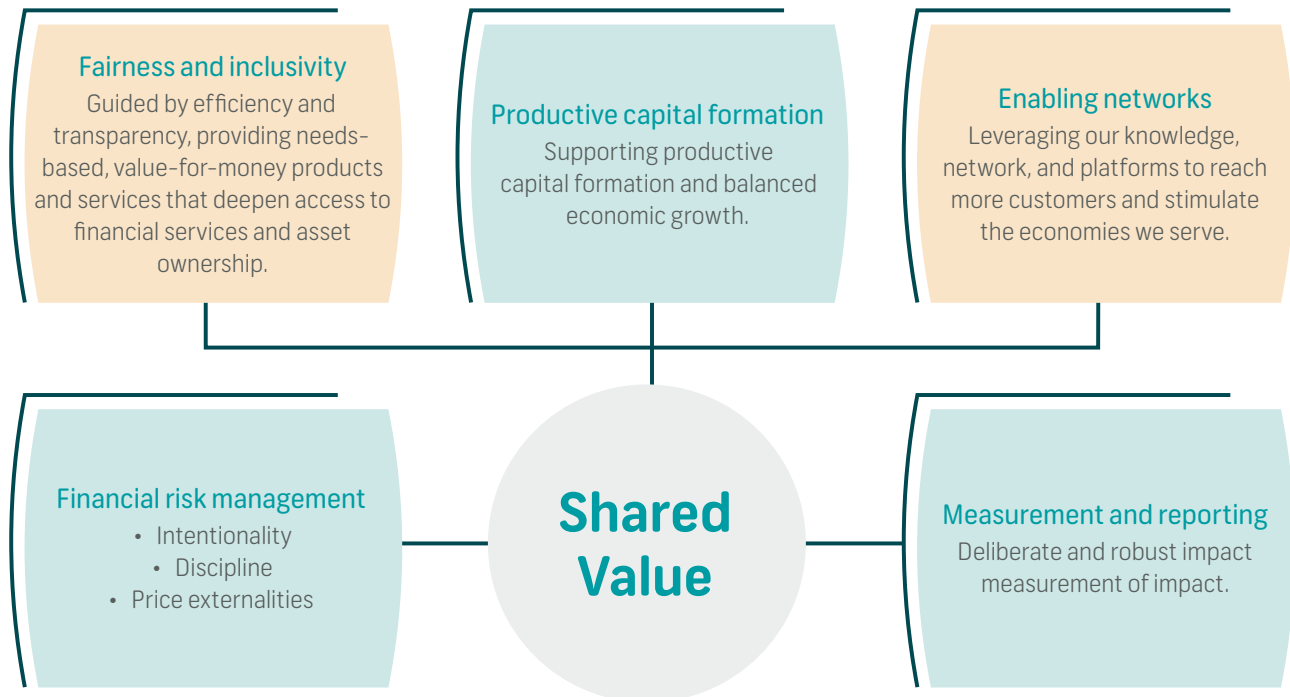 Fairness and inclusivity
Guided by efficiency and
transparency, providing needs-
based, value-for-money products
and services that deepen access to
financial services and asset
ownership.
Productive capital formation
Supporting productive
capital formation and balanced
economic growth.
Enabling networks
Leveraging our knowledge,
network, and platforms to reach
more customers and stimulate
the economies we serve.
Financial risk management
• Intentionality
• Discipline
• Price externalities
Shared
Value
Measurement and reporting
Deliberate and robust impact
measurement of impact.